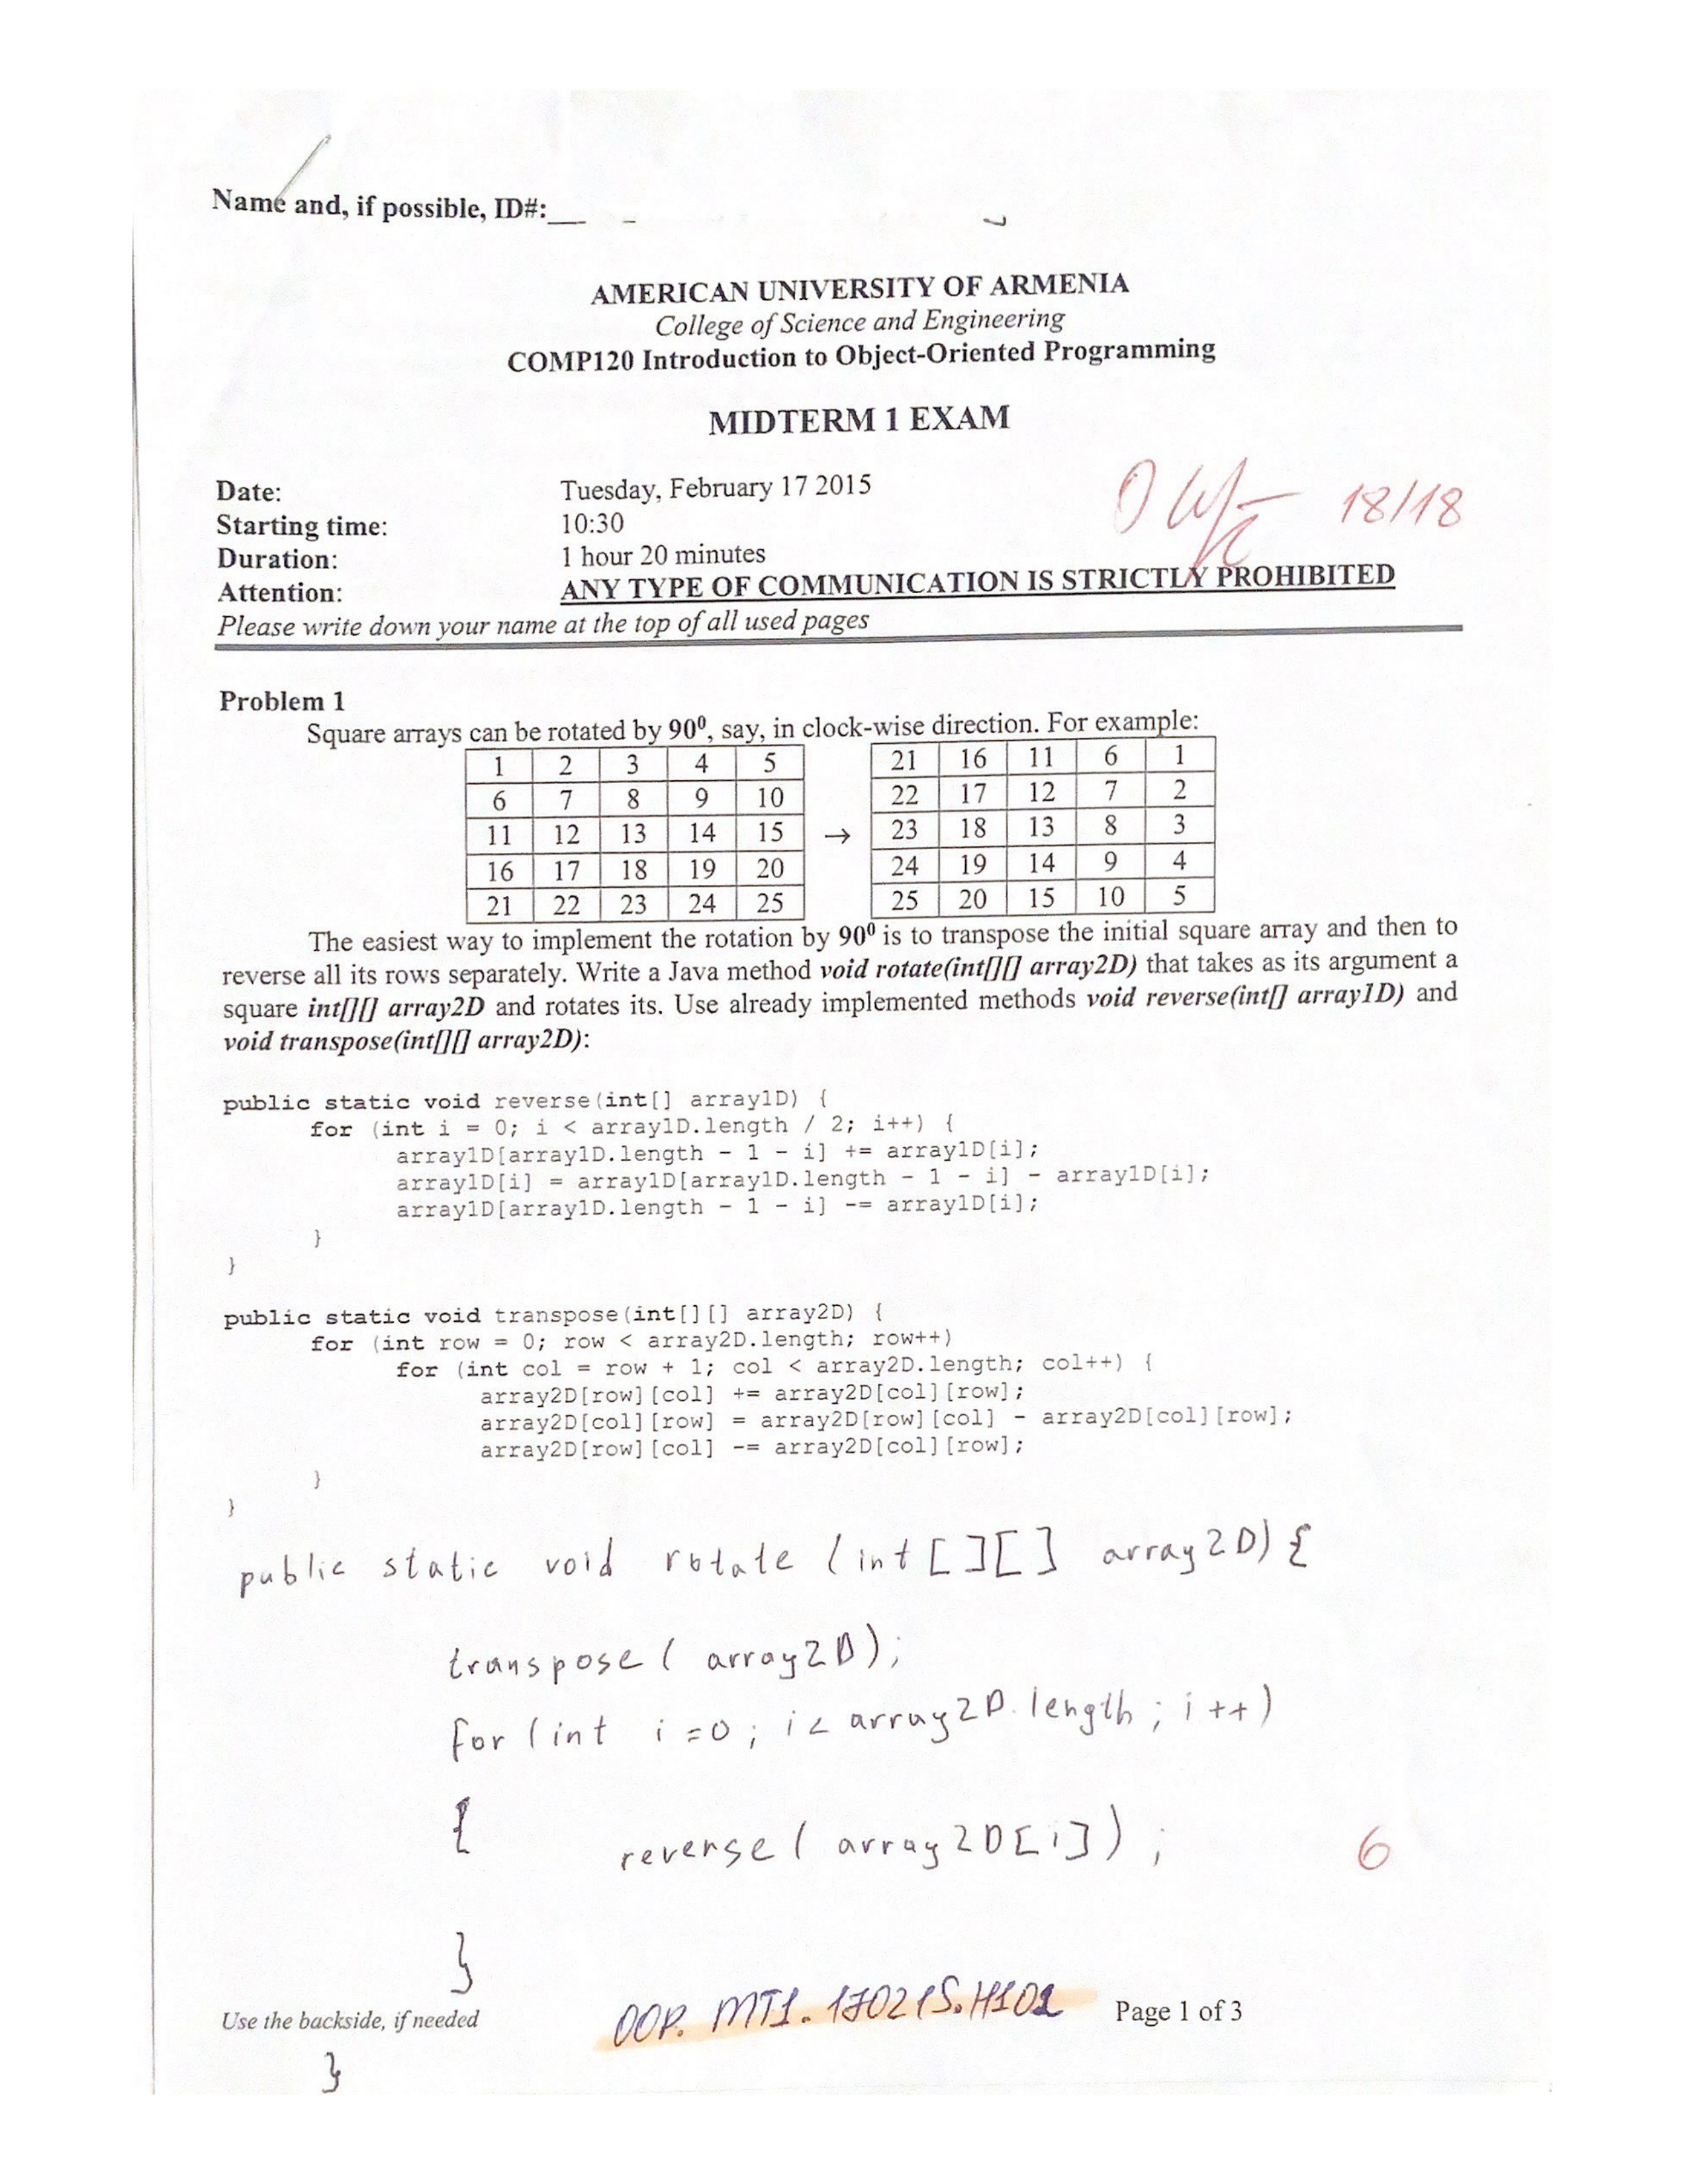 Name and, if possible, ID#:__ _
AMERICAN UNIVERSITY OF ARMENIA
College of Science and Engineering
COMP120 Introduction to Object-Oriented Programming
MIDTERM 1 EXAM
Date: Tuesday, February 17 2015
18/18
Starting time: 10:30
Duration: 1 hour 20 minutes
Attention: ANY TYPE OF COMMUNICATION IS STRICTLY PROHIBITED
Please write down your name at the top of all used pages
Problem 1
Square arrays can be rotated by 90⁰, say, in clock-wise direction. For example:
1 2 3 4 5 21 16 11 6 1
6 7 8 9 10 22 17 12 7 2
11 12 13 14 15 → 23 18 13 8 3
16 17 18 19 20 24 19 14 9 4
21 22 23 24 25 25 20 15 10 5
The easiest way to implement the rotation by 90⁰ is to transpose the initial square array and then to
reverse all its rows separately. Write a Java method void rotate(int[][] array2D) that takes as its argument a
square int[][] array2D and rotates its. Use already implemented methods void reverse(int[] array1D) and
void transpose(int[][] array2D):
public static void reverse(int[] array1D) {
for (int i = 0; i < array1D.length / 2; i++) {
array1D[array1D.length - 1 - i] += array1D[i];
array1D[i] = array1D[array1D.length - 1 - i] - array1D[i];
array1D[array1D.length - 1 - i] -= array1D[i];
}
}
public static void transpose(int[][] array2D) {
for (int row = 0; row < array2D.length; row++)
for (int col = row + 1; col < array2D.length; col++) {
array2D[row][col] += array2D[col][row];
array2D[col][row] = array2D[row][col] - array2D[col][row];
array2D[row][col] -= array2D[col][row];
}
}
public static void rotate (int [][] array2D) {
transpose( array2D);
for (int i=0; i< array2D.length; i++)
{ reverse( array2D[i]) ;
6
}
Use the backside, if needed OOP. MT1. 170215.H101 Page 1 of 3
}